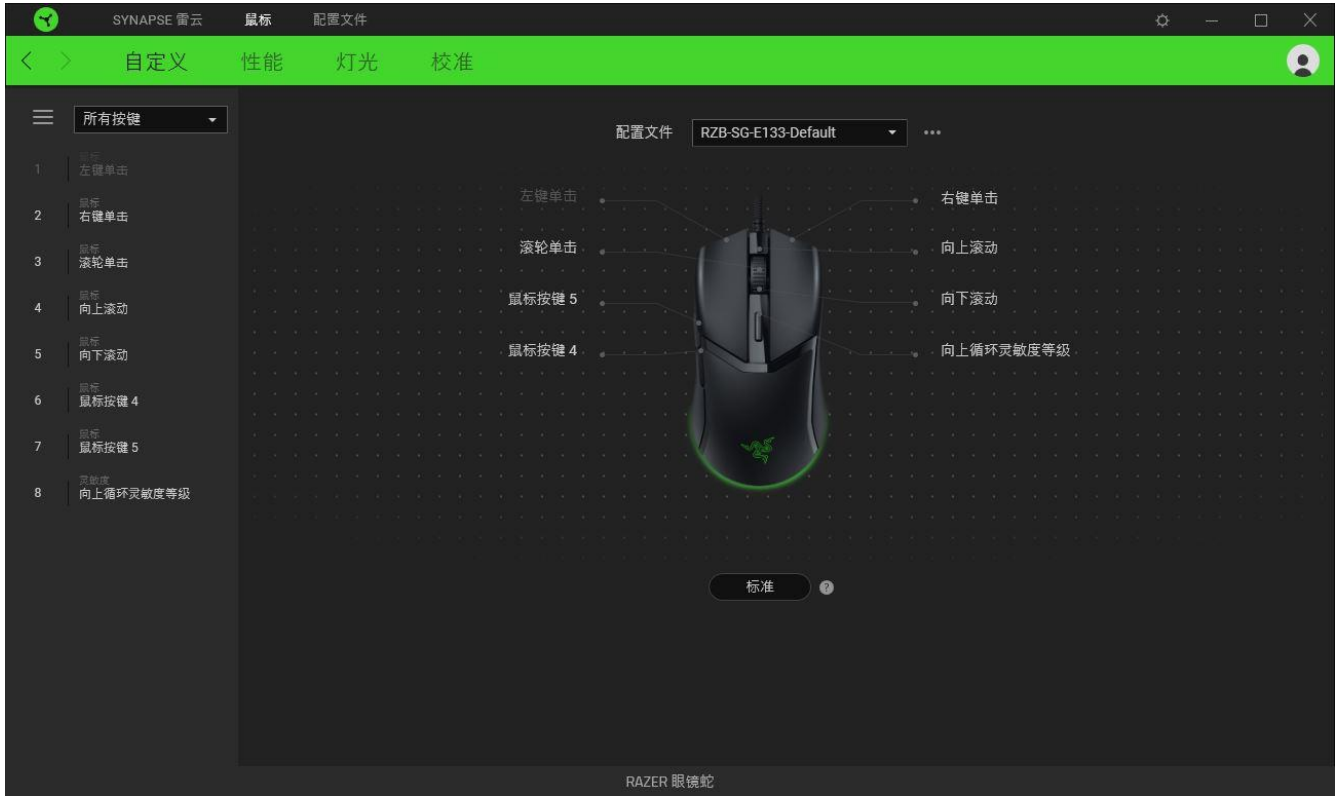 SYNAPSE 雷云 鼠标 配置文件
自定义 性能 灯光 校准
所有按键
配置文件 RZB-SG-E133-Default
1 鼠标
左键单击
2 鼠标
右键单击
3 鼠标
滚轮单击
4 鼠标
向上滚动
5 鼠标
向下滚动
6 鼠标
鼠标按键 4
7 鼠标
鼠标按键 5
8 灵敏度
向上循环灵敏度等级
左键单击
滚轮单击
鼠标按键 5
鼠标按键 4
右键单击
向上滚动
向下滚动
向上循环灵敏度等级
标准 ?
RAZER 眼镜蛇